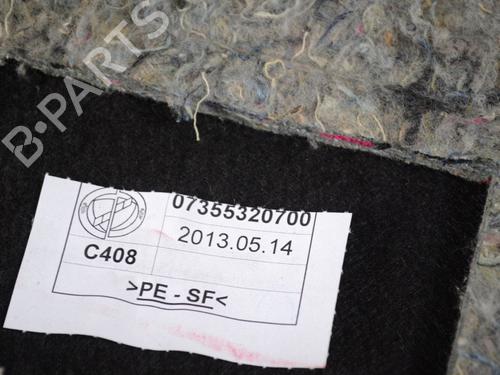 B-PARTS
07355320700
2013.05.14
C408
>PE - SF<